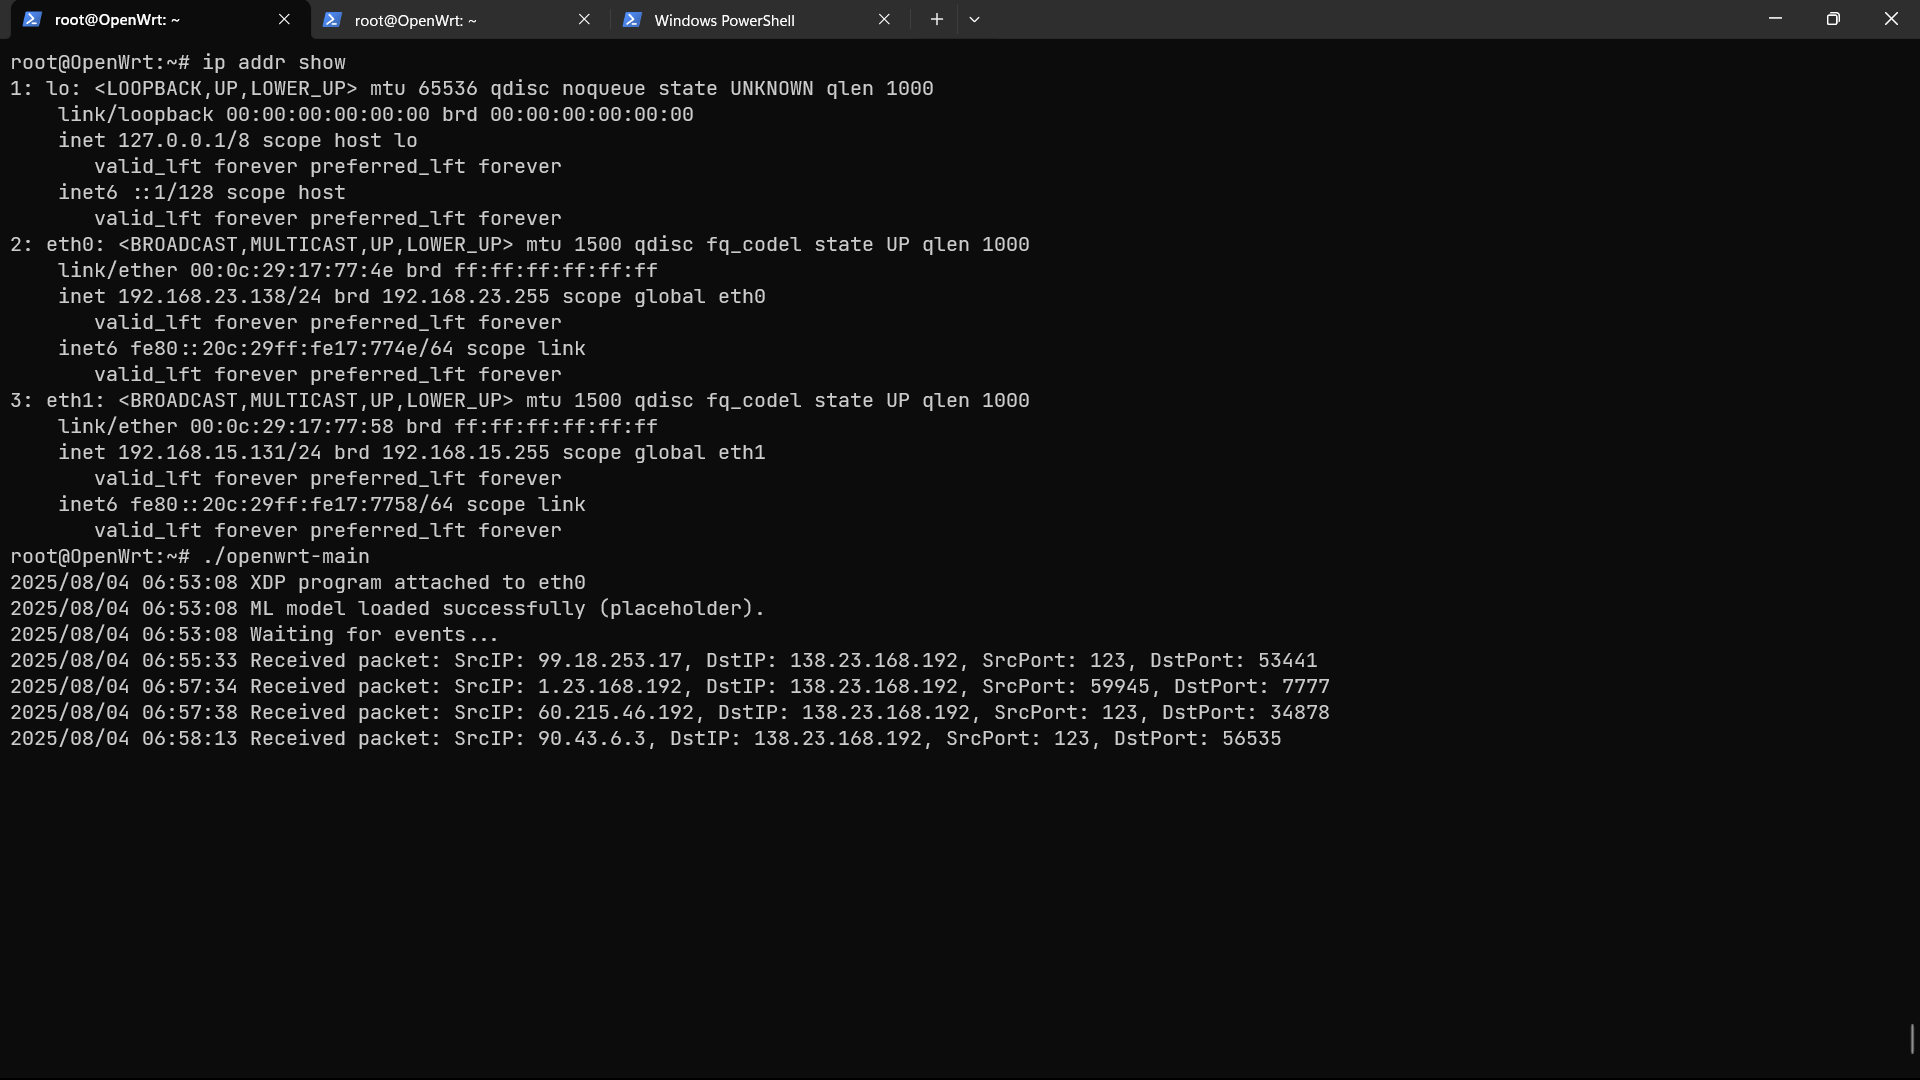 root@OpenWrt: ~
root@OpenWrt: ~
Windows PowerShell
root@OpenWrt:~# ip addr show
1: lo: <LOOPBACK,UP,LOWER_UP> mtu 65536 qdisc noqueue state UNKNOWN qlen 1000
    link/loopback 00:00:00:00:00:00 brd 00:00:00:00:00:00
    inet 127.0.0.1/8 scope host lo
       valid_lft forever preferred_lft forever
    inet6 ::1/128 scope host
       valid_lft forever preferred_lft forever
2: eth0: <BROADCAST,MULTICAST,UP,LOWER_UP> mtu 1500 qdisc fq_codel state UP qlen 1000
    link/ether 00:0c:29:17:77:4e brd ff:ff:ff:ff:ff:ff
    inet 192.168.23.138/24 brd 192.168.23.255 scope global eth0
       valid_lft forever preferred_lft forever
    inet6 fe80::20c:29ff:fe17:774e/64 scope link
       valid_lft forever preferred_lft forever
3: eth1: <BROADCAST,MULTICAST,UP,LOWER_UP> mtu 1500 qdisc fq_codel state UP qlen 1000
    link/ether 00:0c:29:17:77:58 brd ff:ff:ff:ff:ff:ff
    inet 192.168.15.131/24 brd 192.168.15.255 scope global eth1
       valid_lft forever preferred_lft forever
    inet6 fe80::20c:29ff:fe17:7758/64 scope link
       valid_lft forever preferred_lft forever
root@OpenWrt:~# ./openwrt-main
2025/08/04 06:53:08 XDP program attached to eth0
2025/08/04 06:53:08 ML model loaded successfully (placeholder).
2025/08/04 06:53:08 Waiting for events...
2025/08/04 06:55:33 Received packet: SrcIP: 99.18.253.17, DstIP: 138.23.168.192, SrcPort: 123, DstPort: 53441
2025/08/04 06:57:34 Received packet: SrcIP: 1.23.168.192, DstIP: 138.23.168.192, SrcPort: 59945, DstPort: 7777
2025/08/04 06:57:38 Received packet: SrcIP: 60.215.46.192, DstIP: 138.23.168.192, SrcPort: 123, DstPort: 34878
2025/08/04 06:58:13 Received packet: SrcIP: 90.43.6.3, DstIP: 138.23.168.192, SrcPort: 123, DstPort: 56535